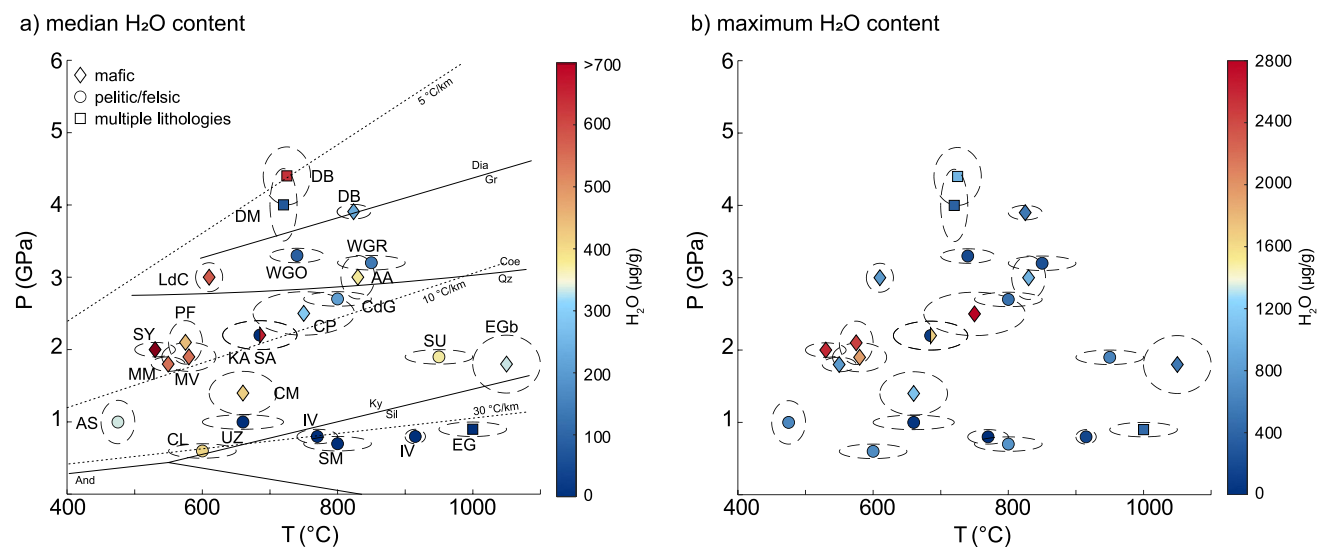 a) median H₂O content
b) maximum H₂O content
6
5
4
3
2
1
400
600
800
1000
P (GPa)
T (°C)
mafic
pelitic/felsic
multiple lithologies
5 °C/km
Dia
Gr
DB
DB
DM
WGR
WGO
AA
LdC
Coe
Qz
10 °C/km
CdG
CP
PF
SY
MM
MV
KA SA
SU
EGb
CM
Ky
Sil
30 °C/km
AS
CL
UZ
IV
SM
IV
EG
And
>700
600
500
400
300
200
100
0
H₂O (µg/g)
6
5
4
3
2
1
400
600
800
1000
P (GPa)
T (°C)
2800
2400
2000
1600
1200
800
400
0
H₂O (µg/g)